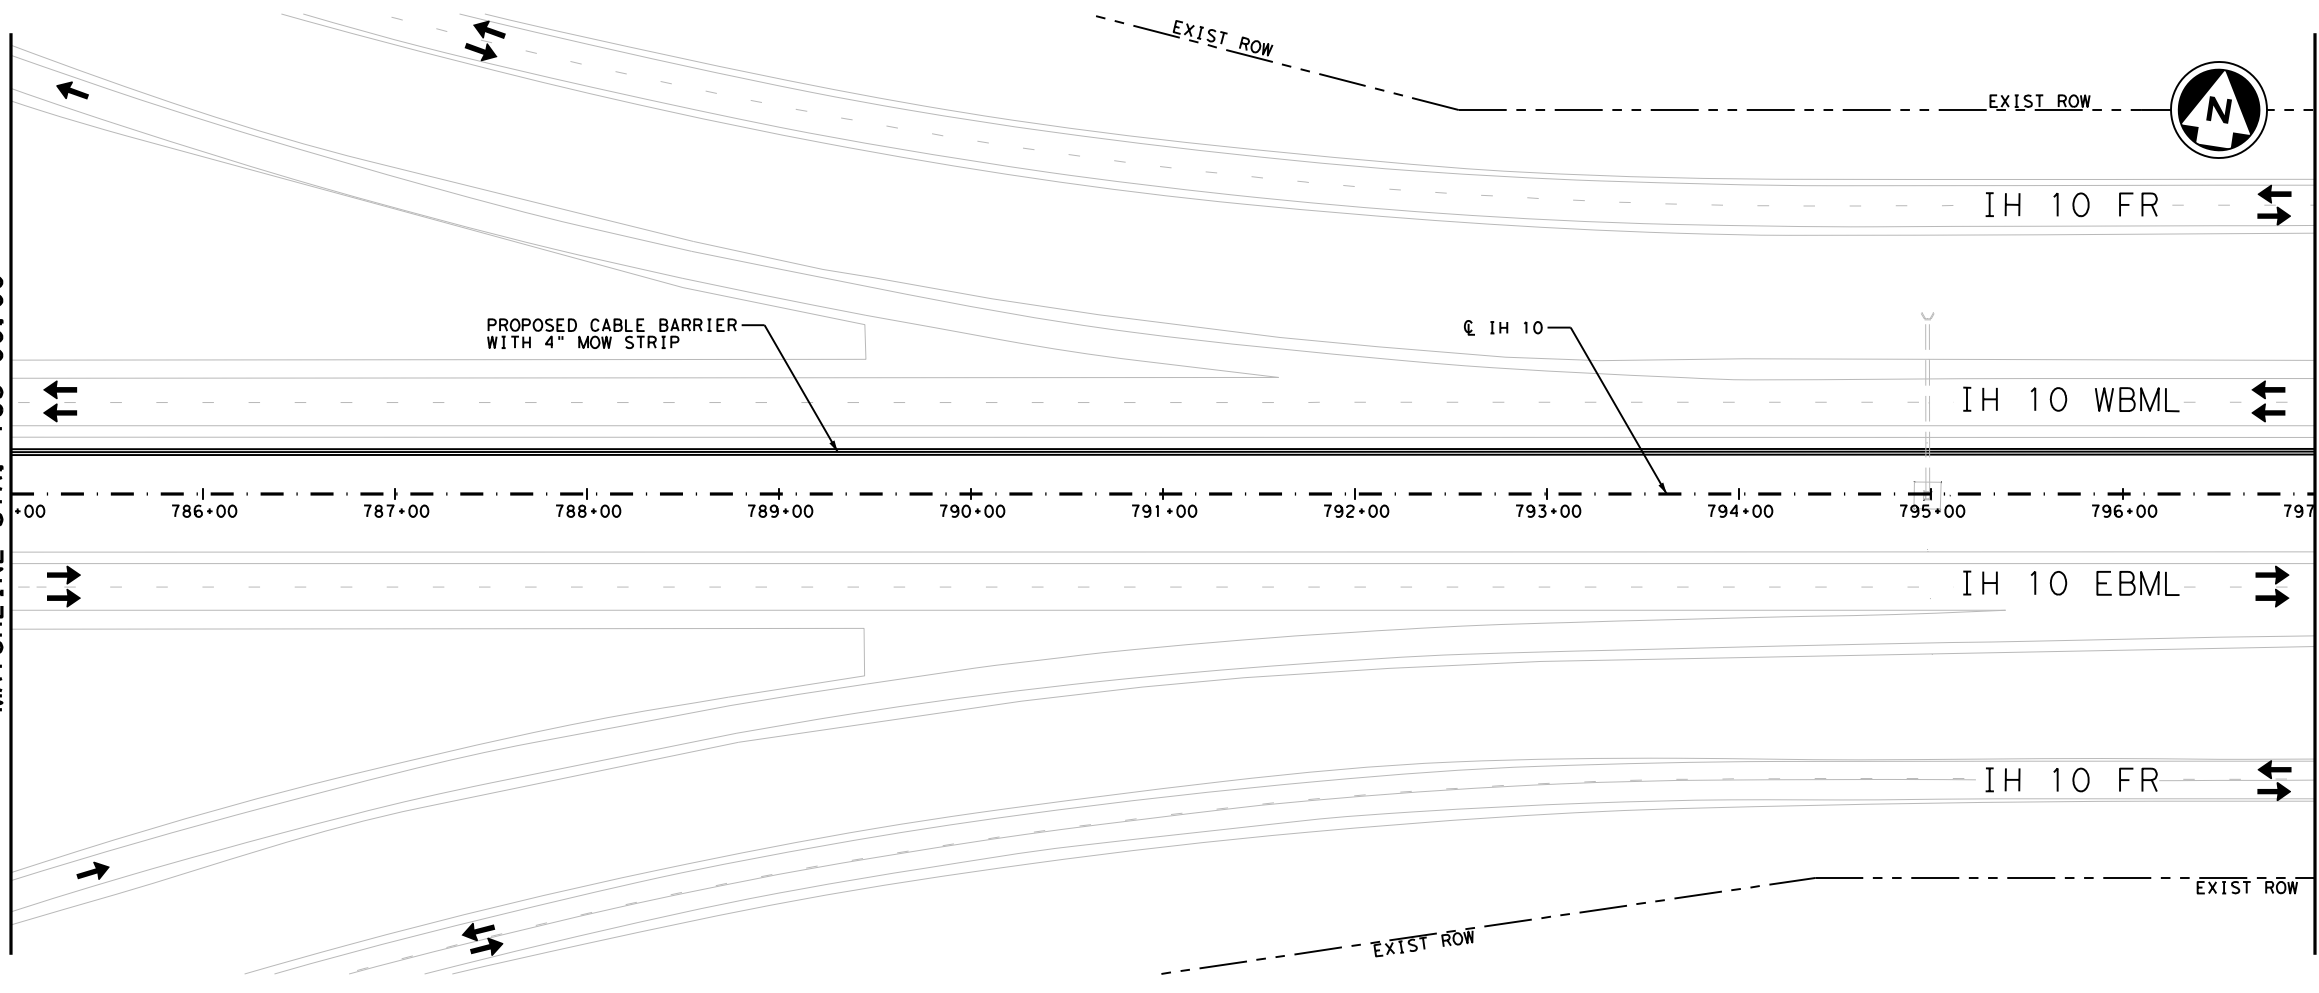 EXIST ROW
EXIST ROW
N
IH 10 FR
PROPOSED CABLE BARRIER
WITH 4" MOW STRIP
℄ IH 10
IH 10 WBML
+00 786+00 787+00 788+00 789+00 790+00 791+00 792+00 793+00 794+00 795+00 796+00 797
IH 10 EBML
IH 10 FR
EXIST ROW
EXIST ROW